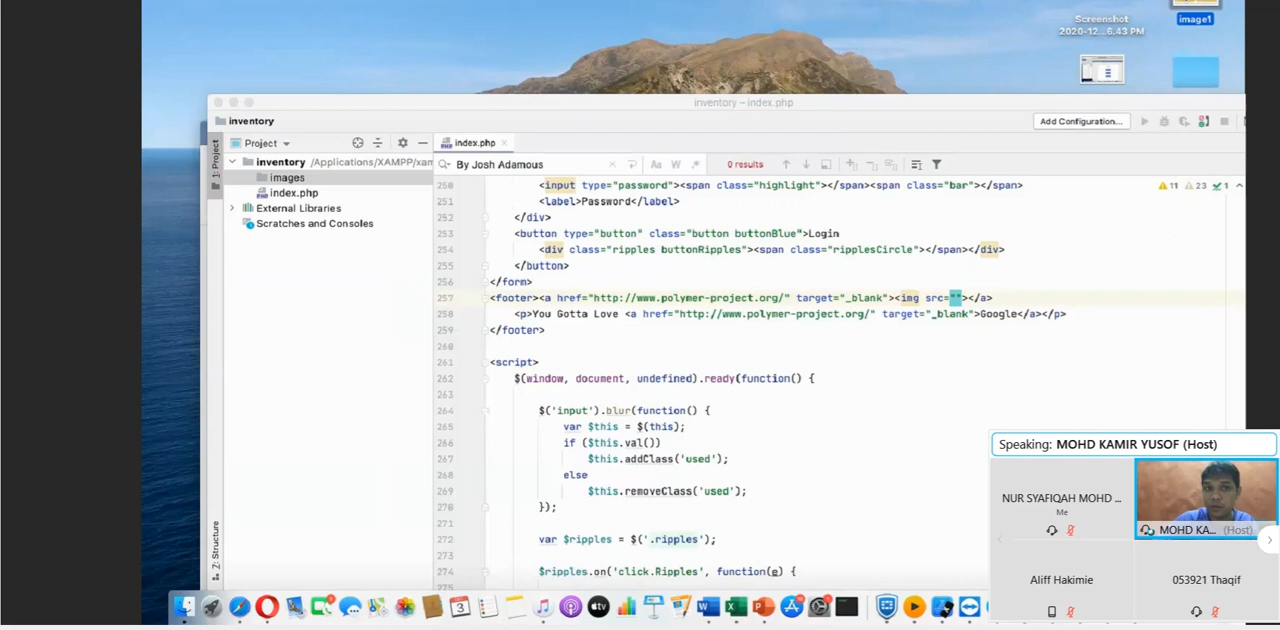 Screenshot
2020-12...6.43 PM
image1
inventory – index.php
inventory
Add Configuration...
Project
index.php
By Josh Adamous
Aa W .*
0 results
inventory /Applications/XAMPP/xam
images
index.php
External Libraries
Scratches and Consoles
1: Project
Z: Structure
11 23 1
250 <input type="password"><span class="highlight"></span><span class="bar"></span>
251 <label>Password</label>
252 </div>
253 <button type="button" class="button buttonBlue">Login
254 <div class="ripples buttonRipples"><span class="ripplesCircle"></span></div>
255 </button>
256 </form>
257 <footer><a href="http://www.polymer-project.org/" target="_blank"><img src=""></a>
258 <p>You Gotta Love <a href="http://www.polymer-project.org/" target="_blank">Google</a></p>
259 </footer>
260
261 <script>
262 $(window, document, undefined).ready(function() {
263
264 $('input').blur(function() {
265 var $this = $(this);
266 if ($this.val())
267 $this.addClass('used');
268 else
269 $this.removeClass('used');
270 });
271
272 var $ripples = $('.ripples');
273
274 $ripples.on('click.Ripples', function(e) {
275
Speaking: MOHD KAMIR YUSOF (Host)
NUR SYAFIQAH MOHD ...
Me
MOHD KA... (Host)
Aliff Hakimie
053921 Thaqif
3
tv